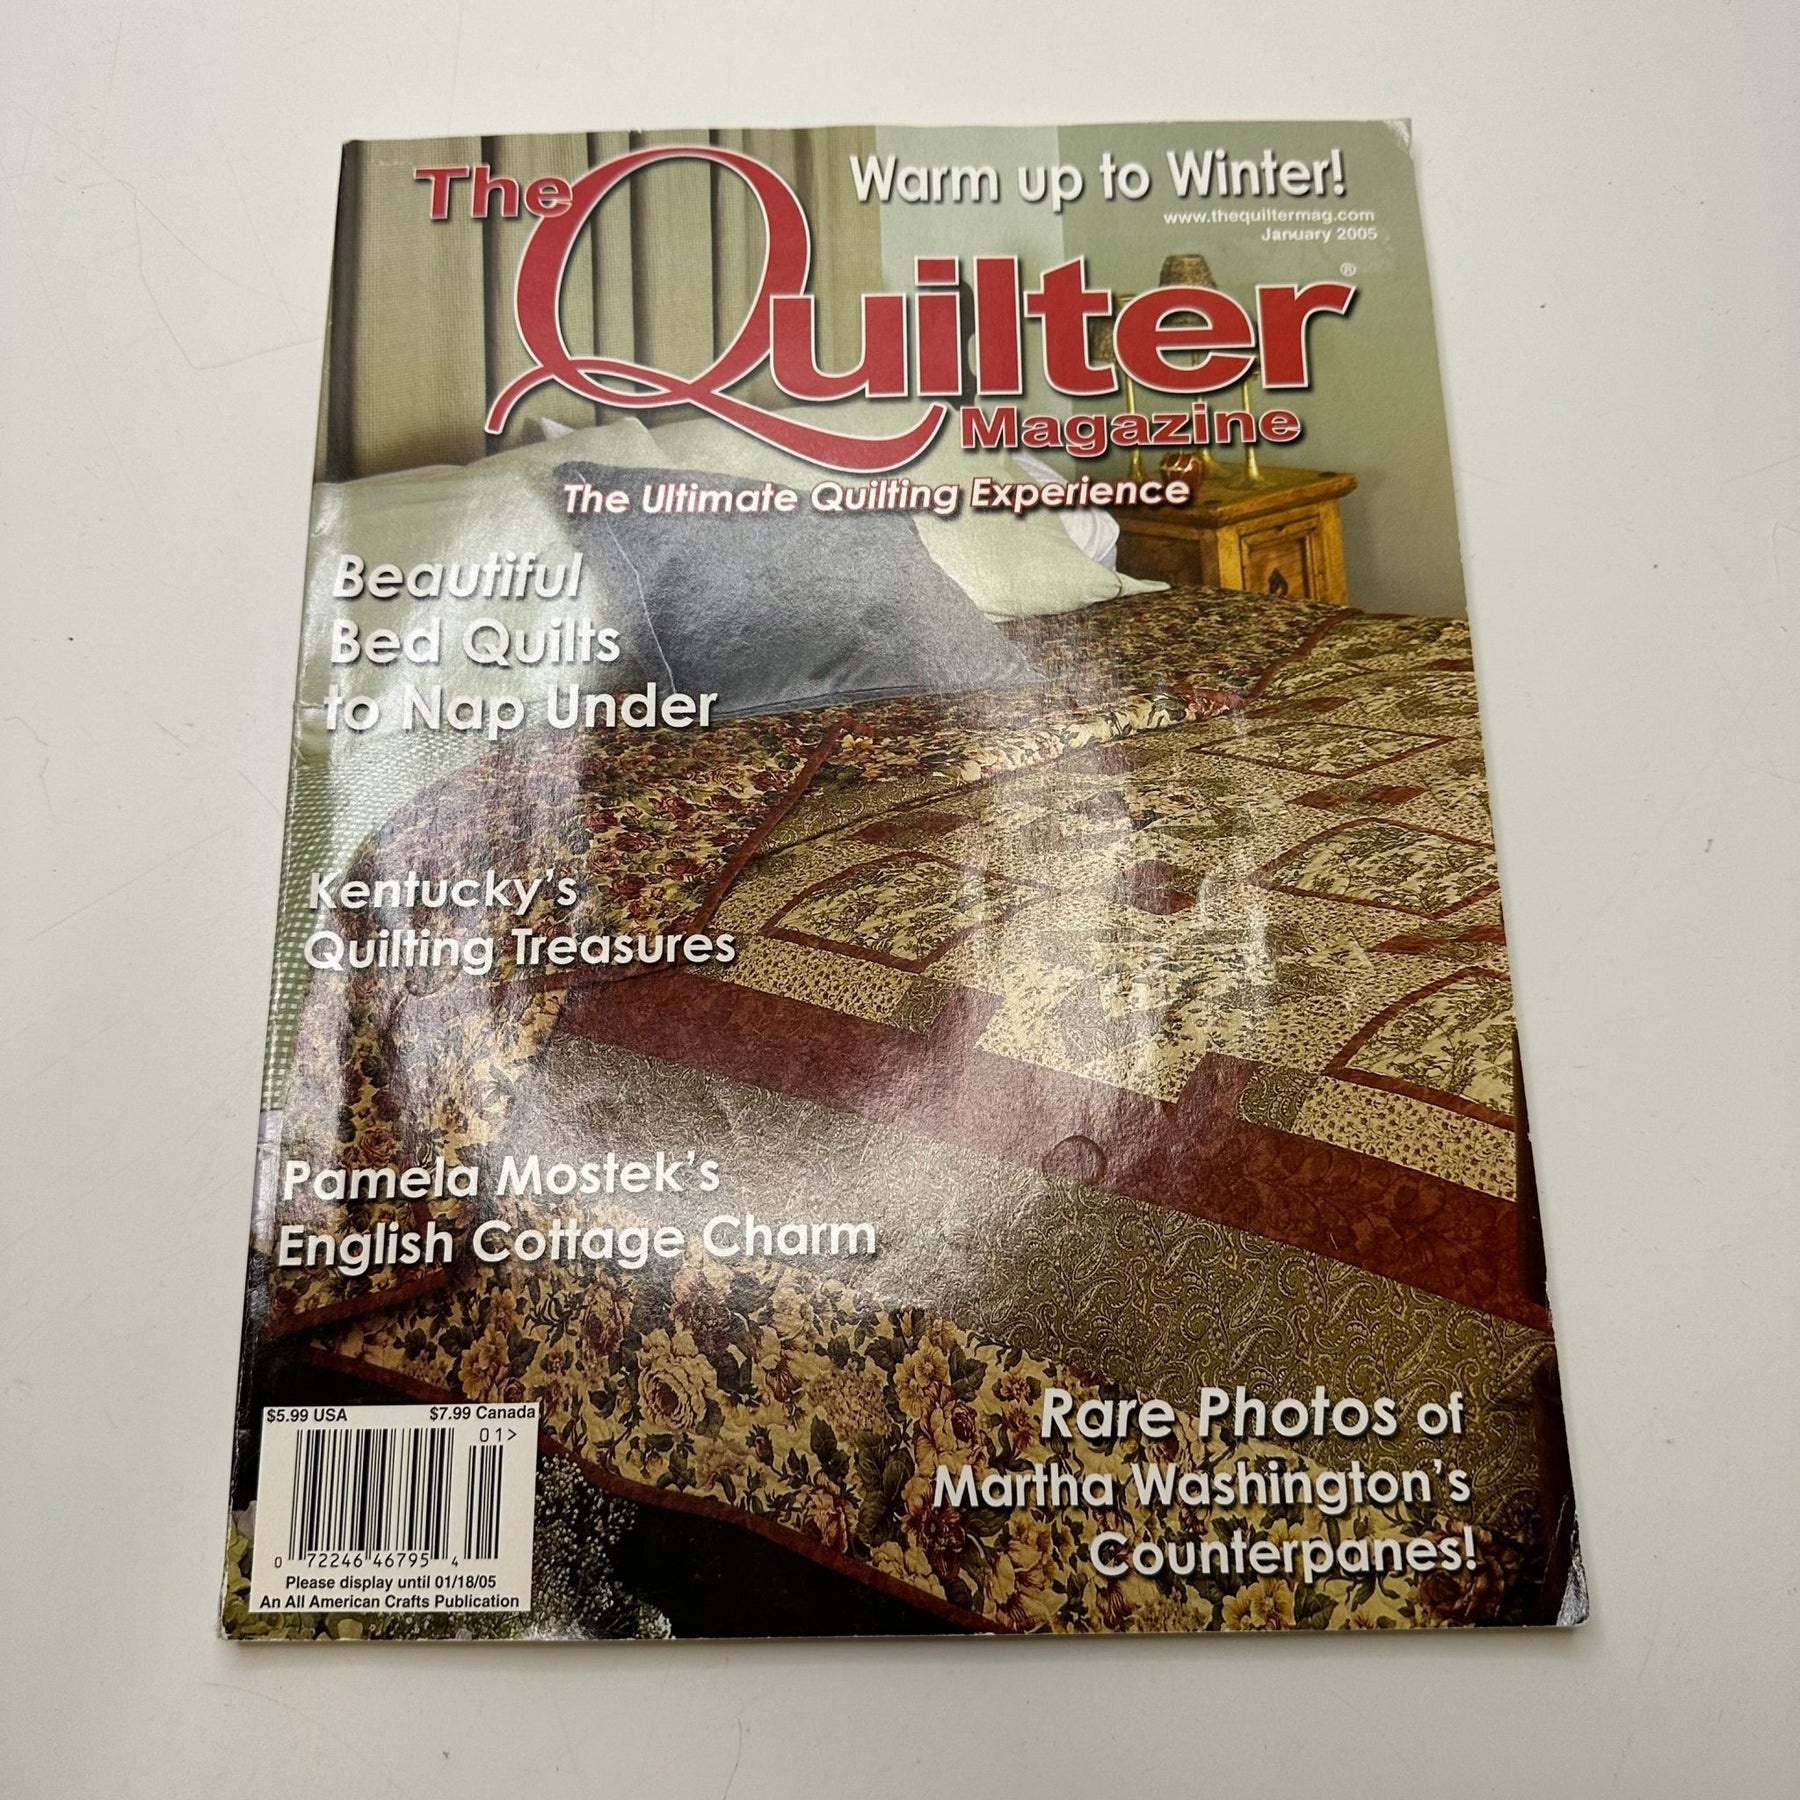 Warm up to Winter!
www.thequiltermag.com
January 2005
The Quilter®
Magazine
The Ultimate Quilting Experience
Beautiful
Bed Quilts
to Nap Under
Kentucky's
Quilting Treasures
Pamela Mostek's
English Cottage Charm
Rare Photos of
Martha Washington's
Counterpanes!
$5.99 USA $7.99 Canada
01>
0 72246 46795 4
Please display until 01/18/05
An All American Crafts Publication